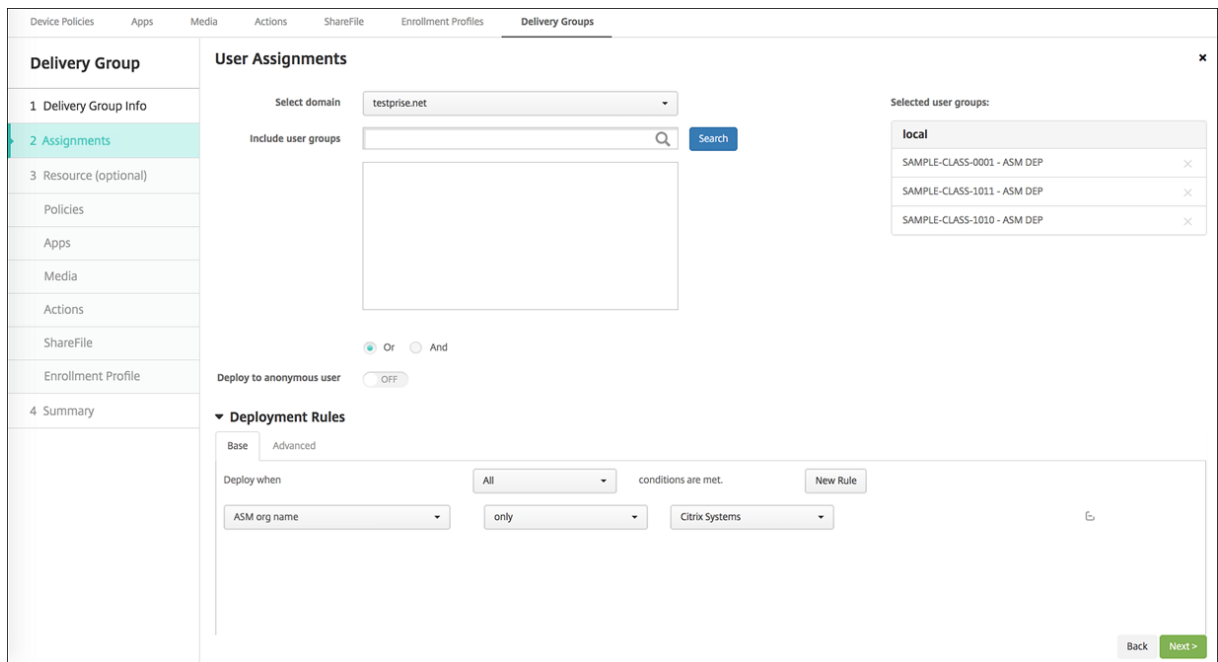 Device Policies Apps Media Actions ShareFile Enrollment Profiles Delivery Groups
Delivery Group
1 Delivery Group Info
2 Assignments
3 Resource (optional)
Policies
Apps
Media
Actions
ShareFile
Enrollment Profile
4 Summary
User Assignments
Select domain testprise.net
Include user groups Search
Or And
Deploy to anonymous user OFF
Selected user groups:
local
SAMPLE-CLASS-0001 - ASM DEP
SAMPLE-CLASS-1011 - ASM DEP
SAMPLE-CLASS-1010 - ASM DEP
Deployment Rules
Base Advanced
Deploy when All conditions are met. New Rule
ASM org name only Citrix Systems
Back Next >